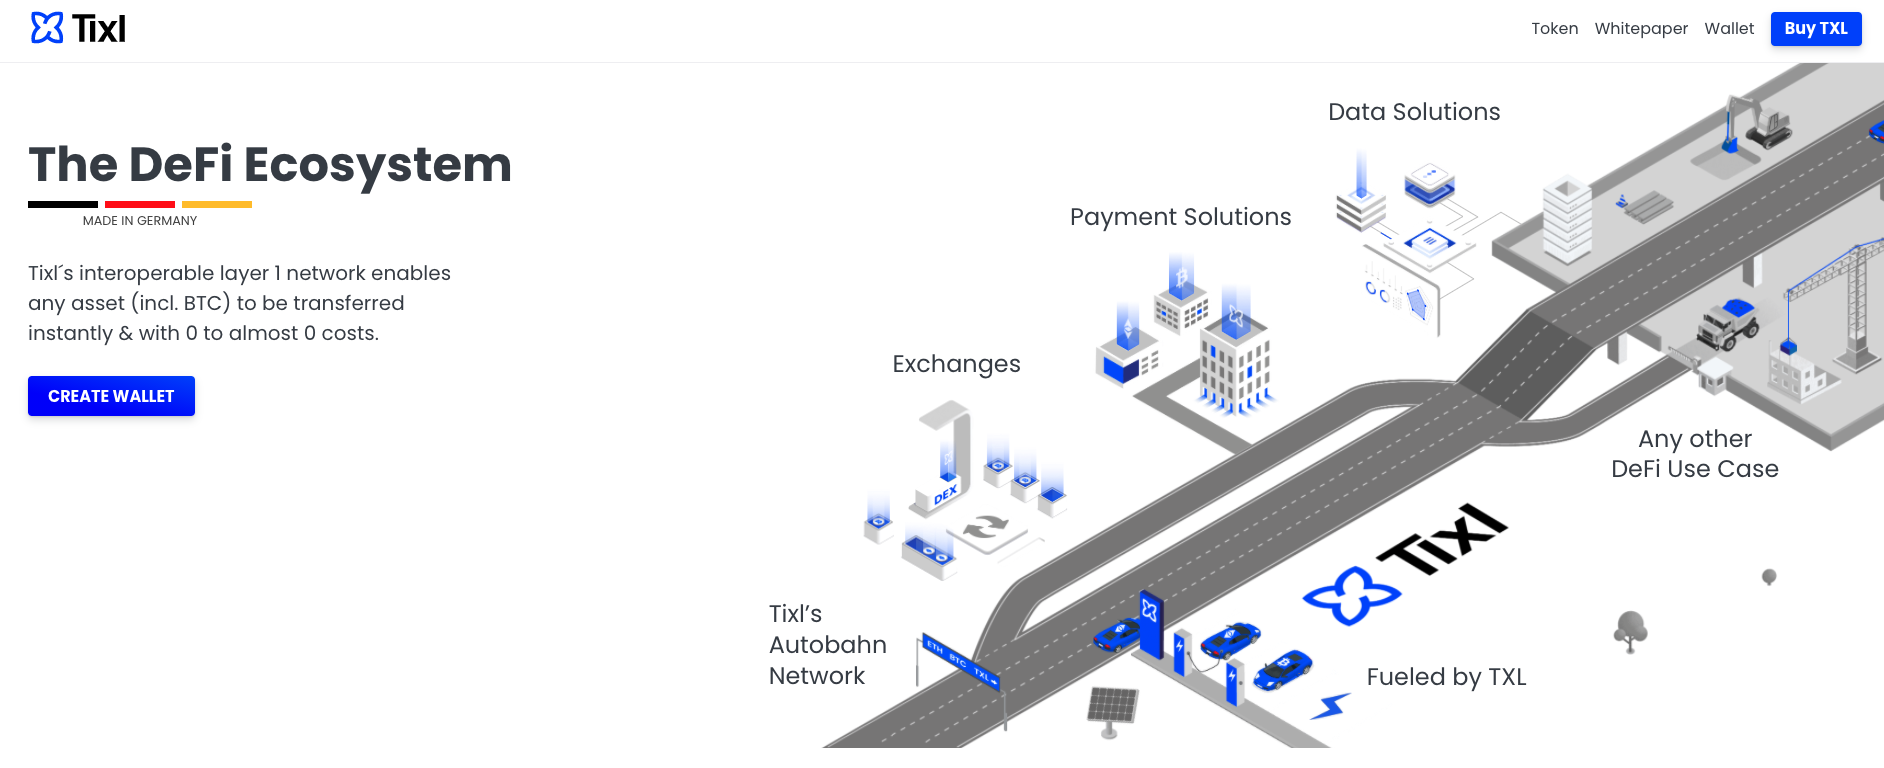 Tixl
Token Whitepaper Wallet Buy TXL
The DeFi Ecosystem
MADE IN GERMANY
Tixl´s interoperable layer 1 network enables
any asset (incl. BTC) to be transferred
instantly & with 0 to almost 0 costs.
CREATE WALLET
Data Solutions
Payment Solutions
Exchanges
DEX
Any other
DeFi Use Case
Tixl
Tixl’s
Autobahn
Network
ETH BTC TXL
Fueled by TXL